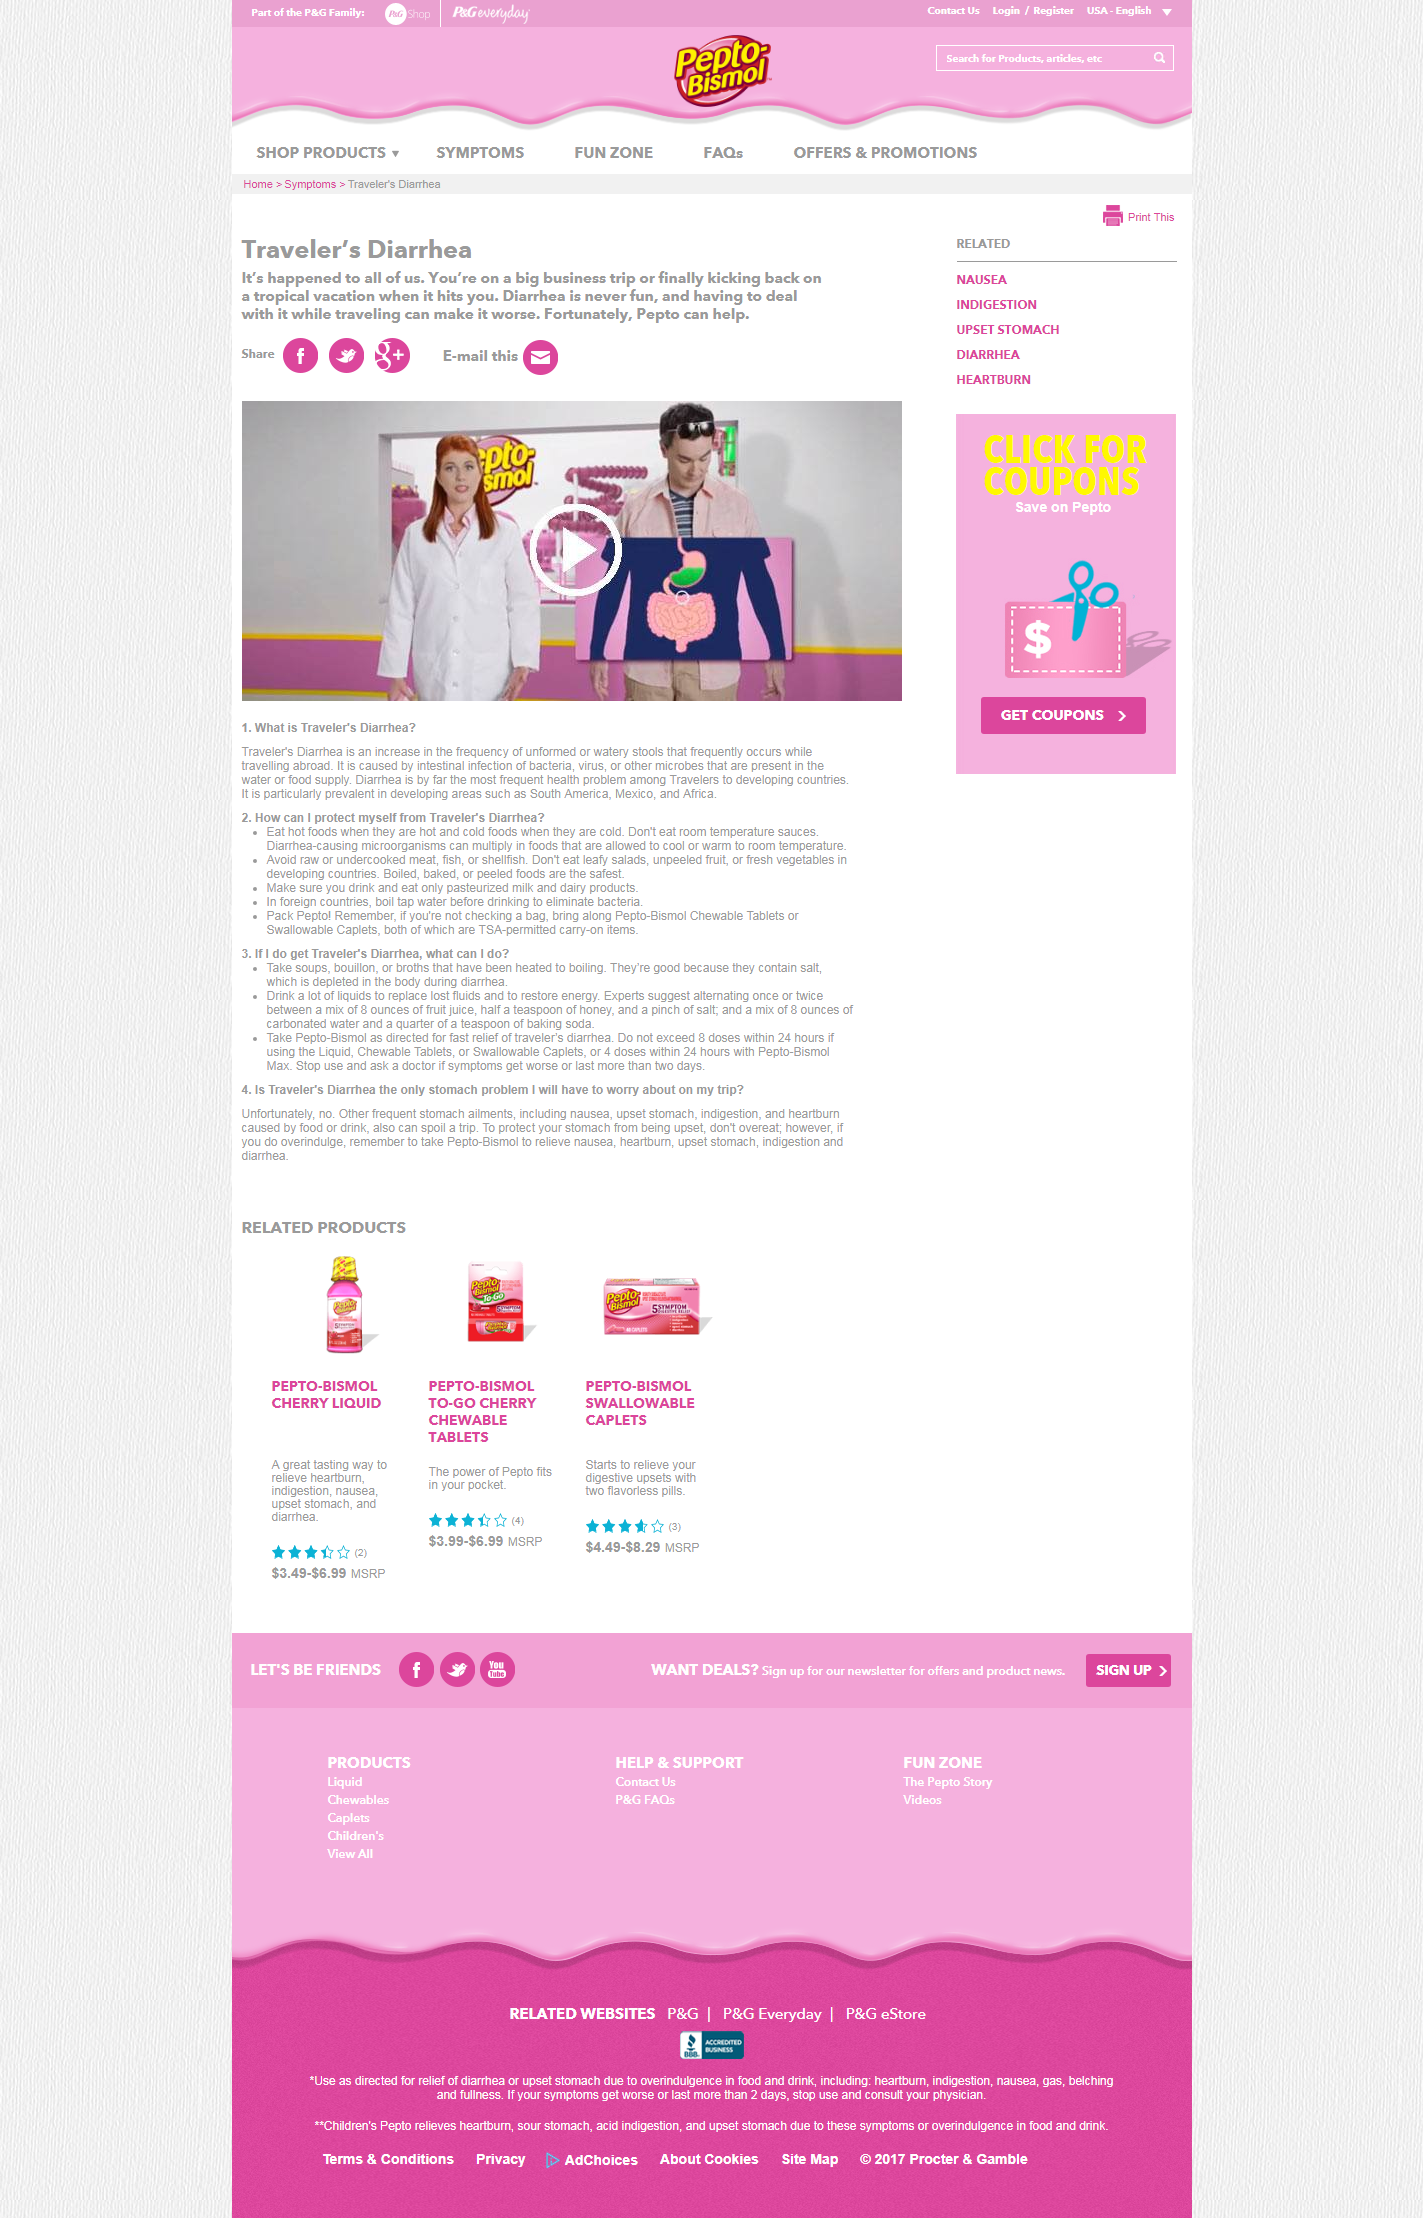 Part of the P&G Family:
P&G Shop
P&G everyday
Contact Us
Login / Register
USA - English
Pepto-
Bismol
Search for Products, articles, etc
SHOP PRODUCTS
SYMPTOMS
FUN ZONE
FAQs
OFFERS & PROMOTIONS
Home > Symptoms > Traveler's Diarrhea
Print This
Traveler's Diarrhea
It's happened to all of us. You're on a big business trip or finally kicking back on
a tropical vacation when it hits you. Diarrhea is never fun, and having to deal
with it while traveling can make it worse. Fortunately, Pepto can help.
Share
f
g+
E-mail this
RELATED
NAUSEA
INDIGESTION
UPSET STOMACH
DIARRHEA
HEARTBURN
pto-
smol
CLICK FOR
COUPONS
Save on Pepto
$
GET COUPONS
1. What is Traveler's Diarrhea?
Traveler's Diarrhea is an increase in the frequency of unformed or watery stools that frequently occurs while
travelling abroad. It is caused by intestinal infection of bacteria, virus, or other microbes that are present in the
water or food supply. Diarrhea is by far the most frequent health problem among Travelers to developing countries.
It is particularly prevalent in developing areas such as South America, Mexico, and Africa.
2. How can I protect myself from Traveler's Diarrhea?
• Eat hot foods when they are hot and cold foods when they are cold. Don't eat room temperature sauces.
Diarrhea-causing microorganisms can multiply in foods that are allowed to cool or warm to room temperature.
• Avoid raw or undercooked meat, fish, or shellfish. Don't eat leafy salads, unpeeled fruit, or fresh vegetables in
developing countries. Boiled, baked, or peeled foods are the safest.
• Make sure you drink and eat only pasteurized milk and dairy products.
• In foreign countries, boil tap water before drinking to eliminate bacteria.
• Pack Pepto! Remember, if you're not checking a bag, bring along Pepto-Bismol Chewable Tablets or
Swallowable Caplets, both of which are TSA-permitted carry-on items.
3. If I do get Traveler's Diarrhea, what can I do?
• Take soups, bouillon, or broths that have been heated to boiling. They're good because they contain salt,
which is depleted in the body during diarrhea.
• Drink a lot of liquids to replace lost fluids and to restore energy. Experts suggest alternating once or twice
between a mix of 8 ounces of fruit juice, half a teaspoon of honey, and a pinch of salt; and a mix of 8 ounces of
carbonated water and a quarter of a teaspoon of baking soda.
• Take Pepto-Bismol as directed for fast relief of traveler's diarrhea. Do not exceed 8 doses within 24 hours if
using the Liquid, Chewable Tablets, or Swallowable Caplets, or 4 doses within 24 hours with Pepto-Bismol
Max. Stop use and ask a doctor if symptoms get worse or last more than two days.
4. Is Traveler's Diarrhea the only stomach problem I will have to worry about on my trip?
Unfortunately, no. Other frequent stomach ailments, including nausea, upset stomach, indigestion, and heartburn
caused by food or drink, also can spoil a trip. To protect your stomach from being upset, don't overeat; however, if
you do overindulge, remember to take Pepto-Bismol to relieve nausea, heartburn, upset stomach, indigestion and
diarrhea.
RELATED PRODUCTS
Pepto-
Bismol
Pepto-
Bismol
To-Go
Pepto-
Bismol
5 SYMPTOM
PEPTO-BISMOL
CHERRY LIQUID
A great tasting way to
relieve heartburn,
indigestion, nausea,
upset stomach, and
diarrhea.
(2)
$3.49-$6.99 MSRP
PEPTO-BISMOL
TO-GO CHERRY
CHEWABLE
TABLETS
The power of Pepto fits
in your pocket.
(4)
$3.99-$6.99 MSRP
PEPTO-BISMOL
SWALLOWABLE
CAPLETS
Starts to relieve your
digestive upsets with
two flavorless pills.
(3)
$4.49-$8.29 MSRP
LET'S BE FRIENDS
f
You
Tube
WANT DEALS? Sign up for our newsletter for offers and product news.
SIGN UP
PRODUCTS
Liquid
Chewables
Caplets
Children's
View All
HELP & SUPPORT
Contact Us
P&G FAQs
FUN ZONE
The Pepto Story
Videos
RELATED WEBSITES P&G | P&G Everyday | P&G eStore
BBB
ACCREDITED
BUSINESS
*Use as directed for relief of diarrhea or upset stomach due to overindulgence in food and drink, including: heartburn, indigestion, nausea, gas, belching
and fullness. If your symptoms get worse or last more than 2 days, stop use and consult your physician.
**Children's Pepto relieves heartburn, sour stomach, acid indigestion, and upset stomach due to these symptoms or overindulgence in food and drink.
Terms & Conditions
Privacy
AdChoices
About Cookies
Site Map
© 2017 Procter & Gamble